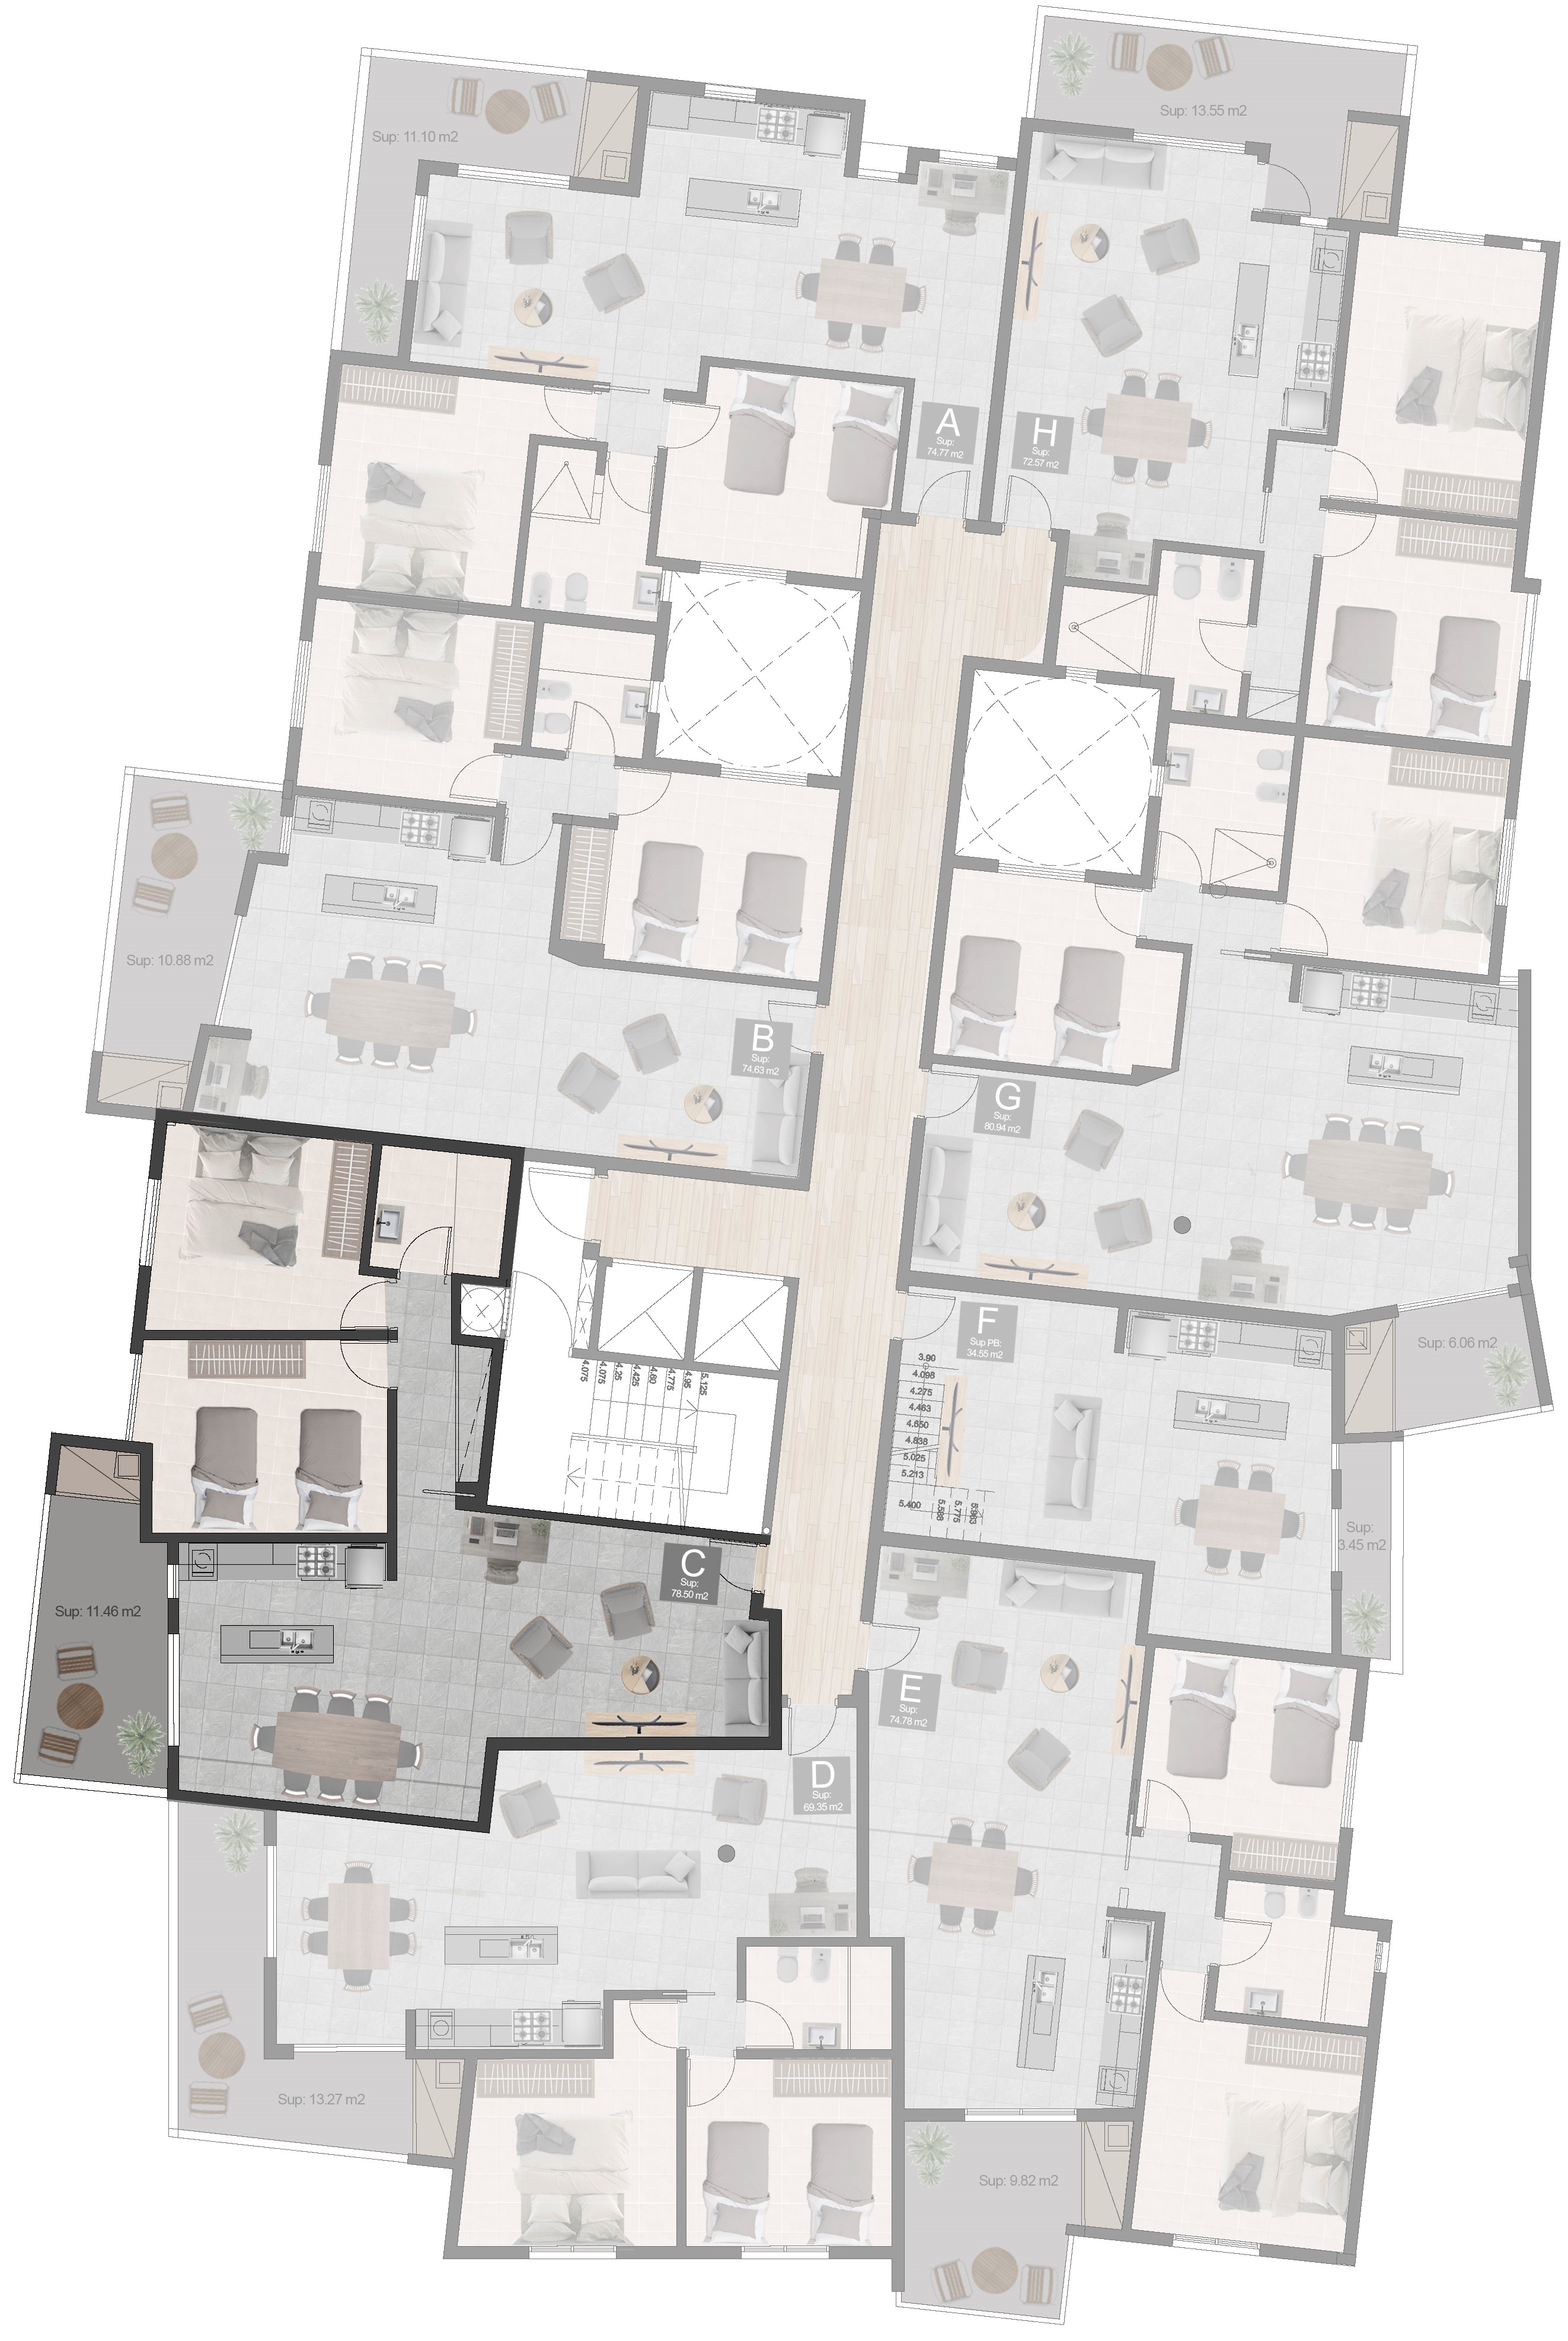 Sup: 13.55 m2
Sup: 11.10 m2
A
Sup:
74.77 m2
H
Sup:
72.57 m2
Sup: 10.88 m2
B
Sup:
74.63 m2
G
Sup:
80.94 m2
F
Sup PB:
34.55 m2
Sup: 6.06 m2
3.90
4.098
4.275
4.463
4.650
4.838
5.025
5.213
5.400
5.588
5.775
5.963
4.075
4.075
4.25
4.425
4.60
4.775
4.95
5.125
Sup:
3.45 m2
C
Sup:
78.50 m2
Sup: 11.46 m2
E
Sup:
74.78 m2
D
Sup:
69.35 m2
Sup: 13.27 m2
Sup: 9.82 m2